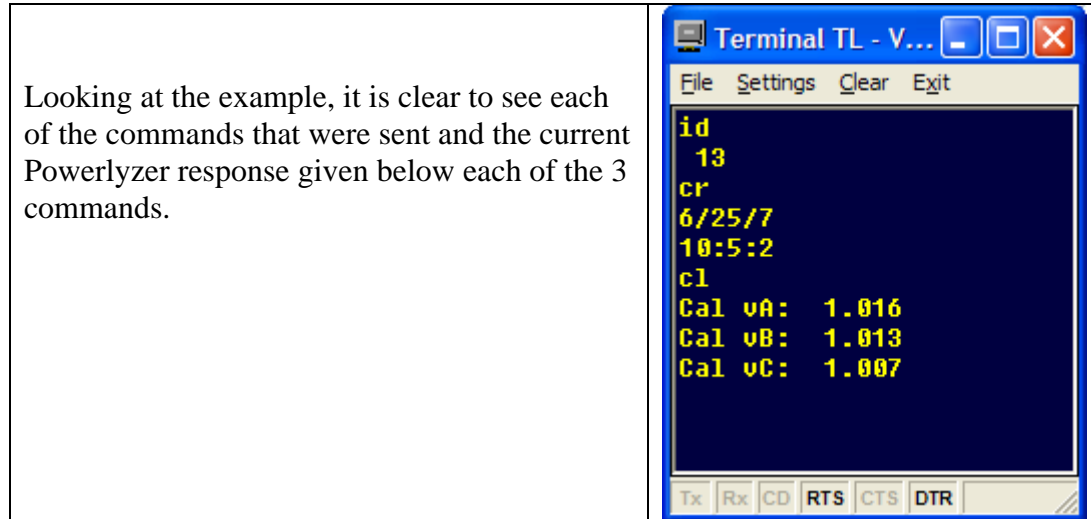 Looking at the example, it is clear to see each
of the commands that were sent and the current
Powerlyzer response given below each of the 3
commands.
Terminal TL - V...
File Settings Clear Exit
id
13
cr
6/25/7
10:5:2
cl
Cal vA: 1.016
Cal vB: 1.013
Cal vC: 1.007
Tx Rx CD RTS CTS DTR